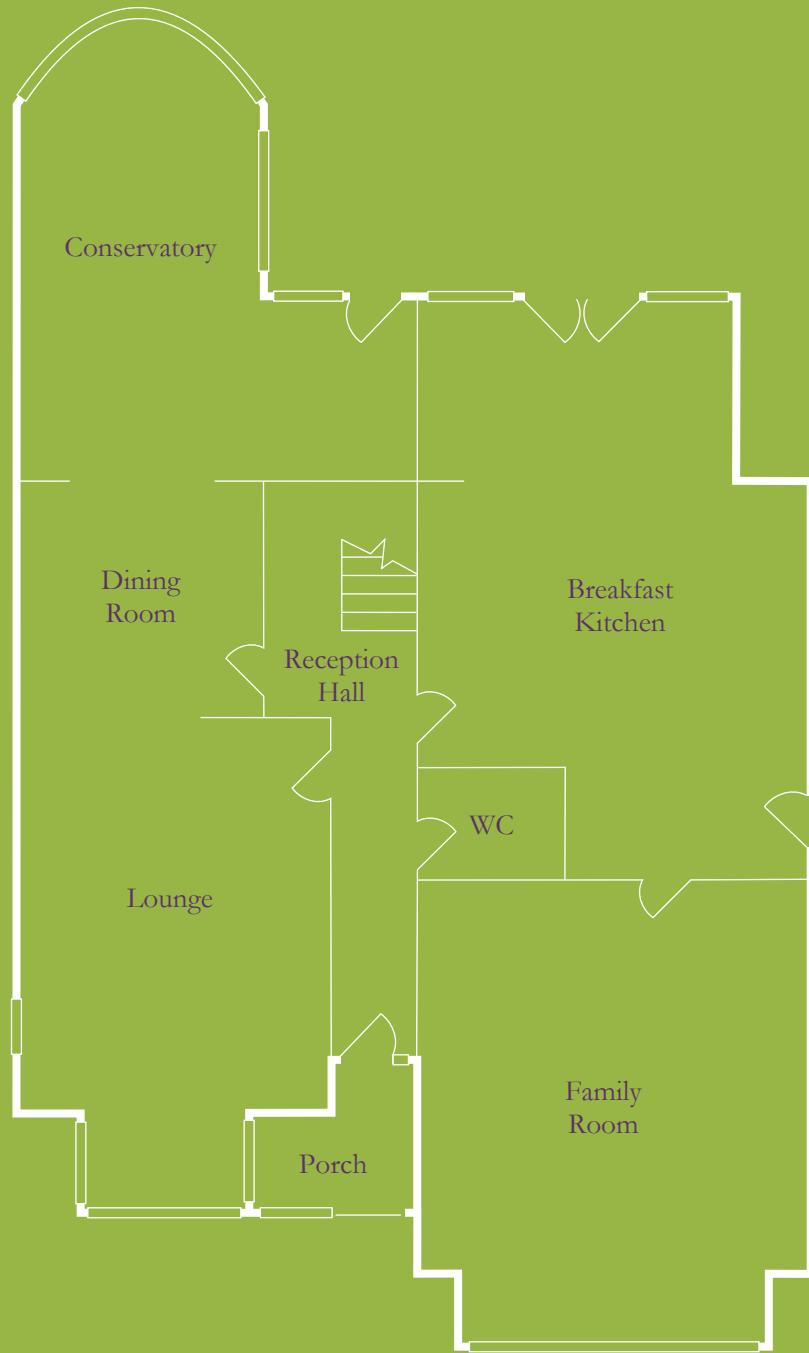 Conservatory
Dining
Room
Breakfast
Kitchen
Reception
Hall
WC
Lounge
Family
Room
Porch